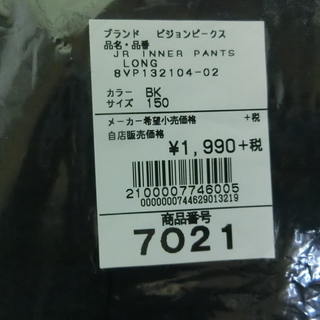 ブランド ビジョンピークス
品名・品番
JR INNER PANTS
LONG
8VP132104-02
カラー BK
サイズ 150
メーカー希望小売価格 +税
自店販売価格
¥1,990+税
2100007746005
0000000744629013219
商品番号
7021